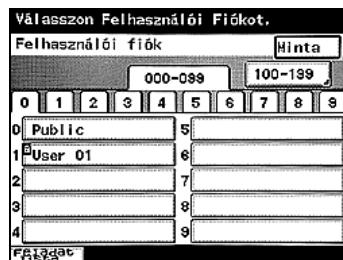 Válasszon Felhasználói Fiókot.
Felhasználói fiók Minta
000-099 100-199
0 1 2 3 4 5 6 7 8 9
0 Public 5
1 User 01 6
2 7
3 8
4 9
Feladat
lista